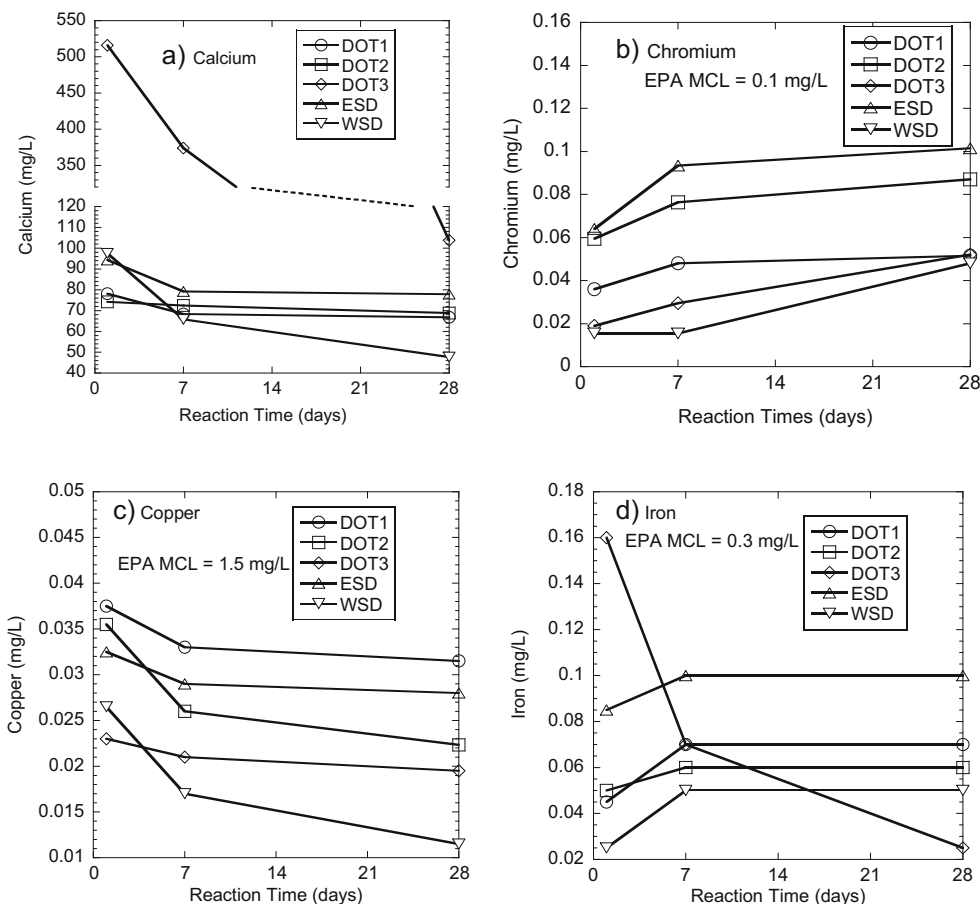 a) Calcium
DOT1
DOT2
DOT3
ESD
WSD
550
500
450
400
350
120
110
100
90
80
70
60
50
40
Calcium (mg/L)
Calcium (mg/L)
0
7
14
21
28
Reaction Time (days)
b) Chromium
EPA MCL = 0.1 mg/L
DOT1
DOT2
DOT3
ESD
WSD
0.16
0.14
0.12
0.1
0.08
0.06
0.04
0.02
0
Chromium (mg/L)
0
7
14
21
28
Reaction Times (days)
c) Copper
EPA MCL = 1.5 mg/L
DOT1
DOT2
DOT3
ESD
WSD
0.05
0.045
0.04
0.035
0.03
0.025
0.02
0.015
0.01
Copper (mg/L)
0
7
14
21
28
Reaction Time (days)
d) Iron
EPA MCL = 0.3 mg/L
DOT1
DOT2
DOT3
ESD
WSD
0.18
0.16
0.14
0.12
0.1
0.08
0.06
0.04
0.02
Iron (mg/L)
0
7
14
21
28
Reaction Time (days)